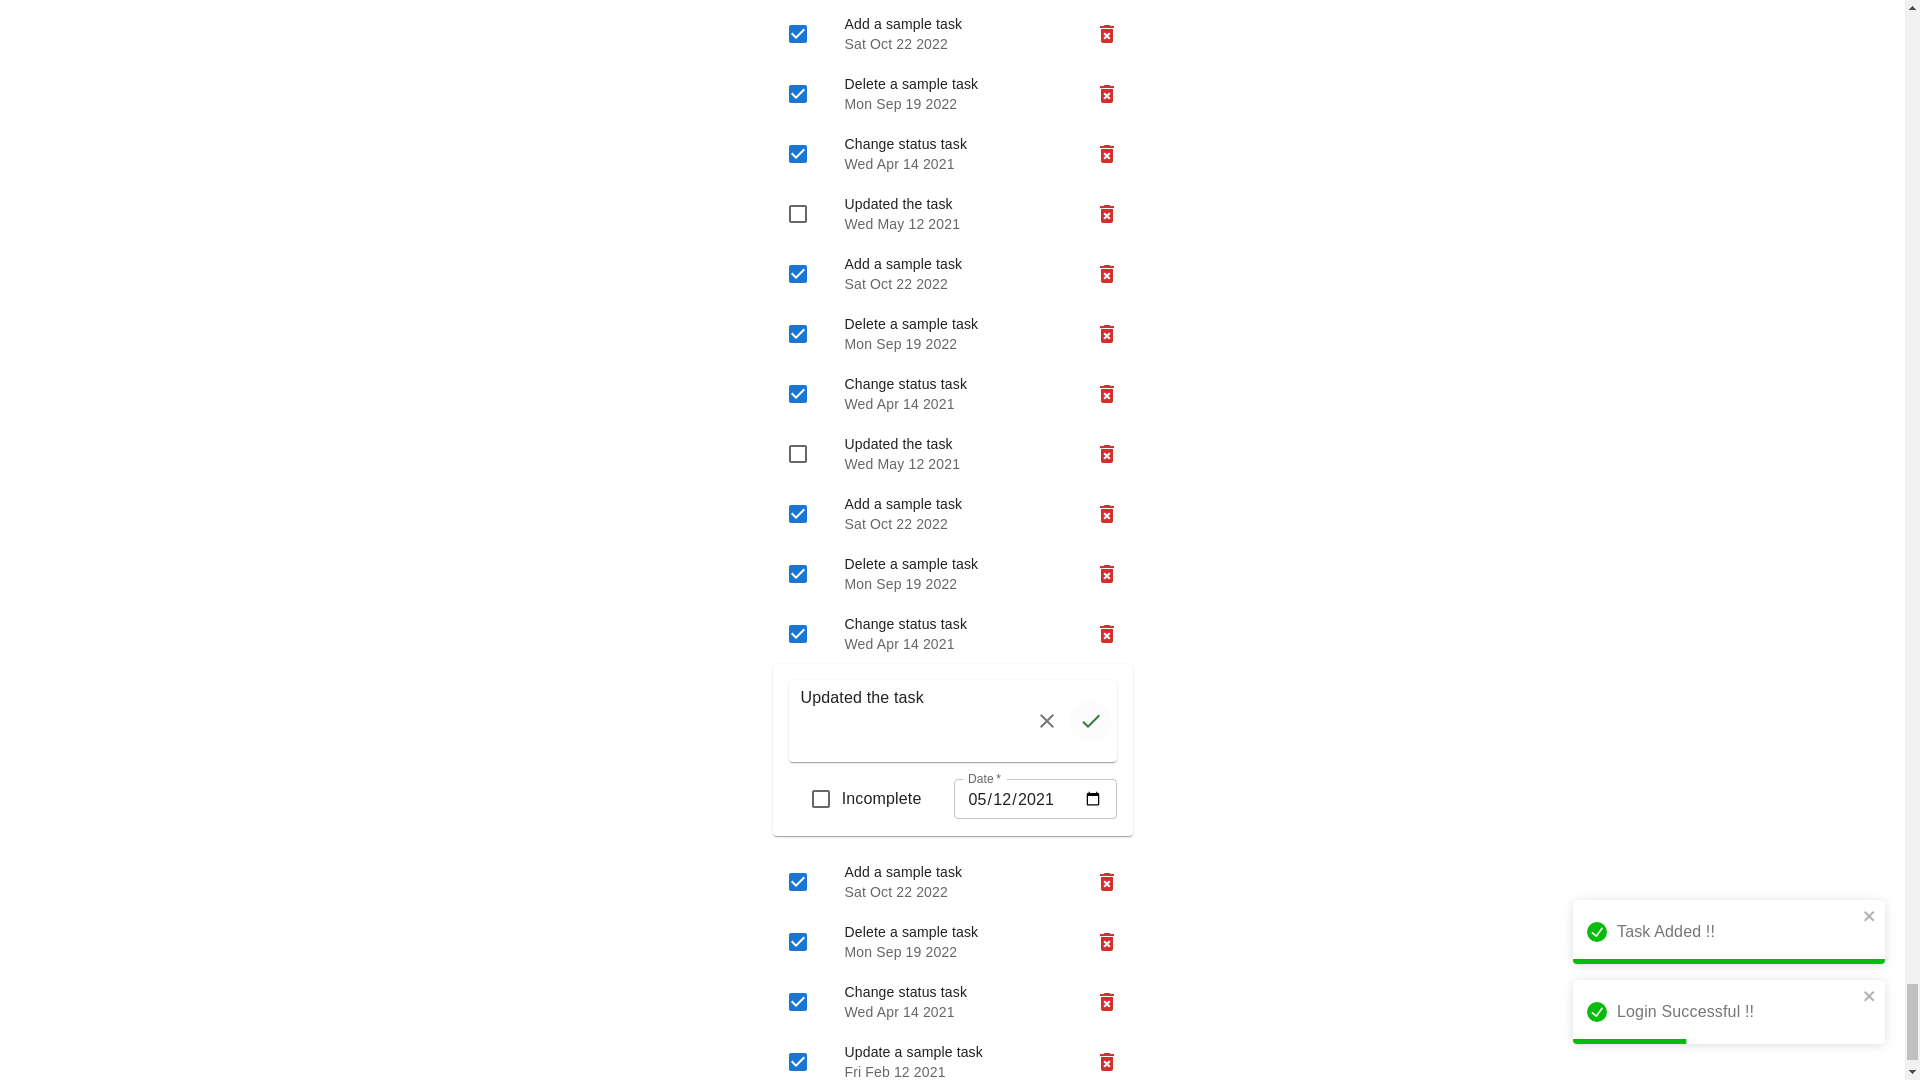 Add a sample task
Sat Oct 22 2022
Delete a sample task
Mon Sep 19 2022
Change status task
Wed Apr 14 2021
Updated the task
Wed May 12 2021
Add a sample task
Sat Oct 22 2022
Delete a sample task
Mon Sep 19 2022
Change status task
Wed Apr 14 2021
Updated the task
Wed May 12 2021
Add a sample task
Sat Oct 22 2022
Delete a sample task
Mon Sep 19 2022
Change status task
Wed Apr 14 2021
Updated the task
Incomplete
Date *
05/12/2021
Add a sample task
Sat Oct 22 2022
Delete a sample task
Mon Sep 19 2022
Change status task
Wed Apr 14 2021
Update a sample task
Fri Feb 12 2021
Task Added !!
Login Successful !!